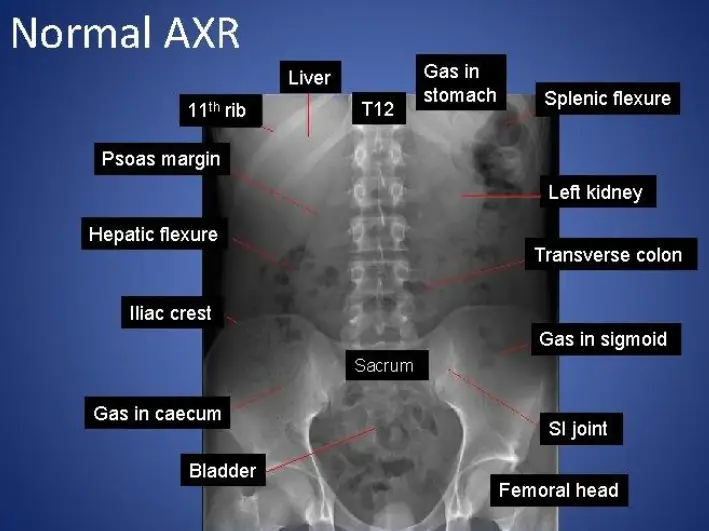 Normal AXR
Liver
Gas in
stomach
Splenic flexure
11th rib
T12
Psoas margin
Left kidney
Hepatic flexure
Transverse colon
Iliac crest
Gas in sigmoid
Sacrum
Gas in caecum
SI joint
Bladder
Femoral head